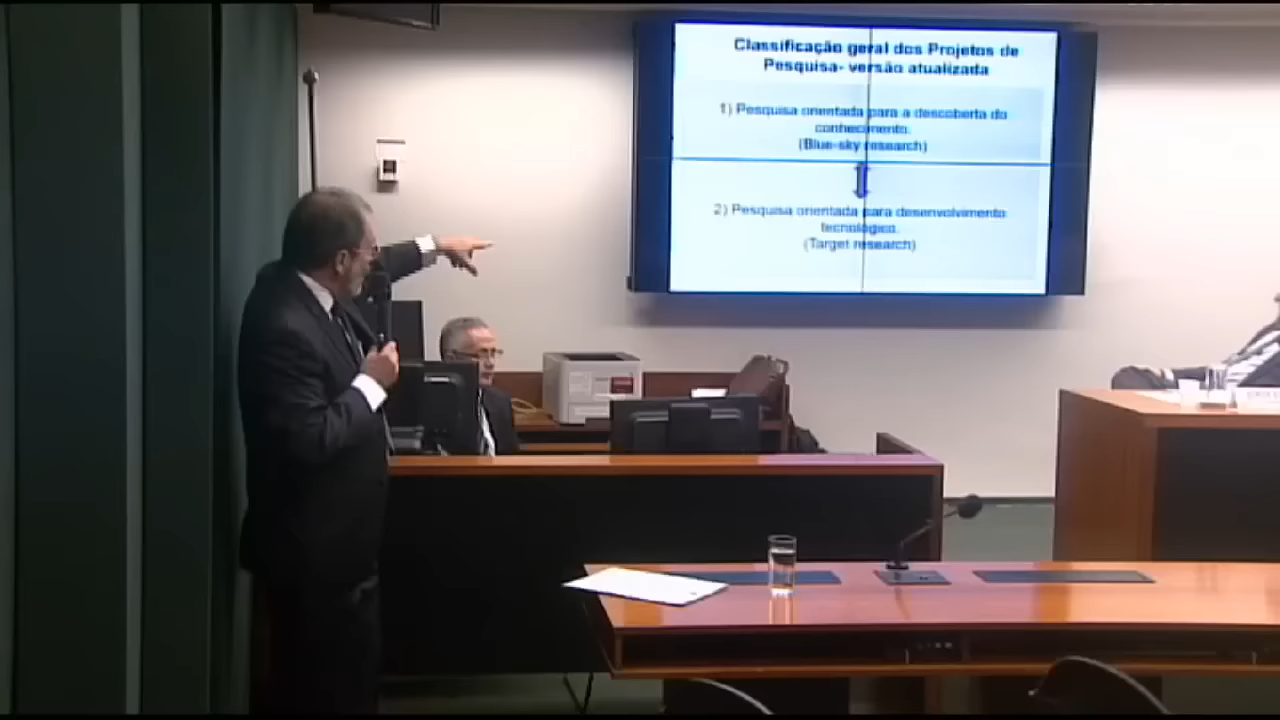 Classificação geral dos Projetos de
Pesquisa- versão atualizada
1) Pesquisa orientada para a descoberta do
conhecimento.
(Blue-sky research)
2) Pesquisa orientada para desenvolvimento
tecnológico.
(Target research)